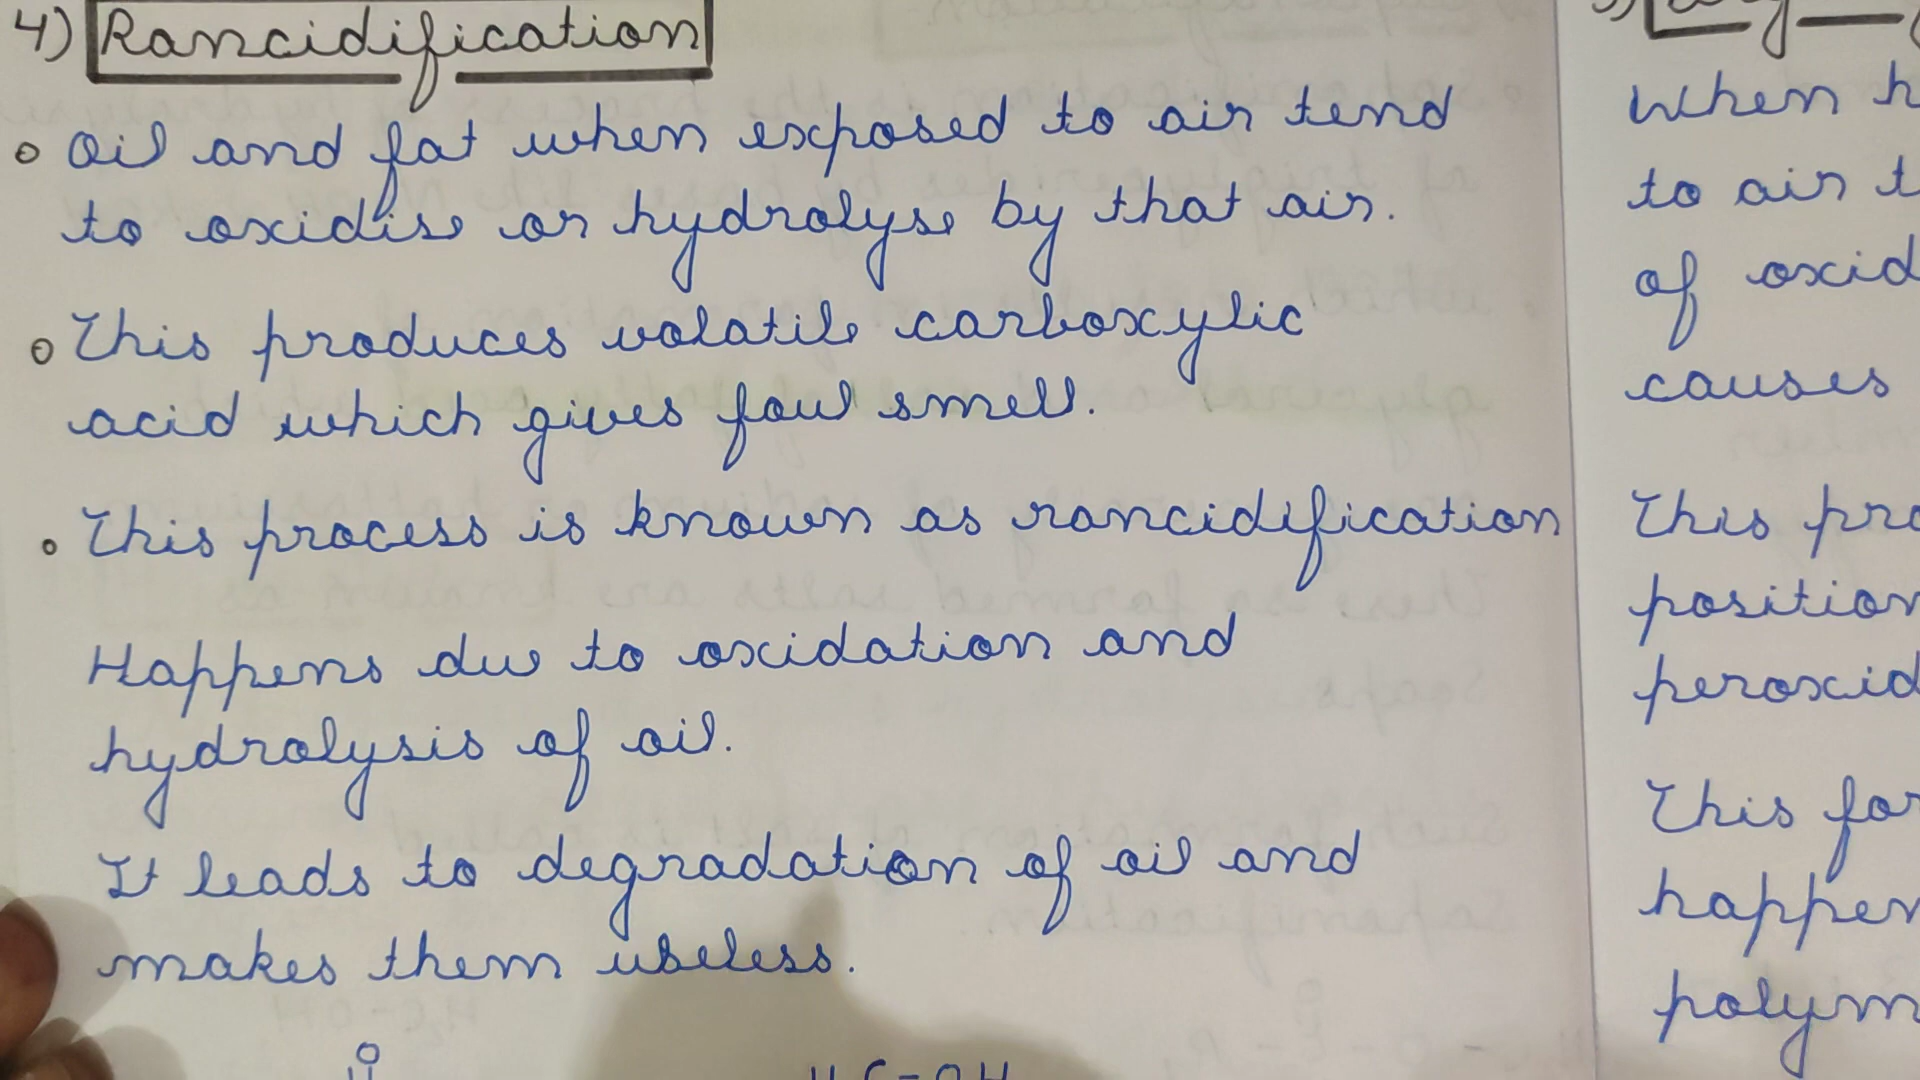 4) Rancidification
o Oil and fat when exposed to air tend
to oxidise or hydrolyse by that air.
o This produces volatile carboxylic
acid which gives foul smell.
• This process is known as rancidification
Happens due to oxidation and
hydrolysis of oil.
It leads to degradation of oil and
makes them useless.
When h
to air t
of oxid
causes
This pro
position
peroxid
This for
happen
polym